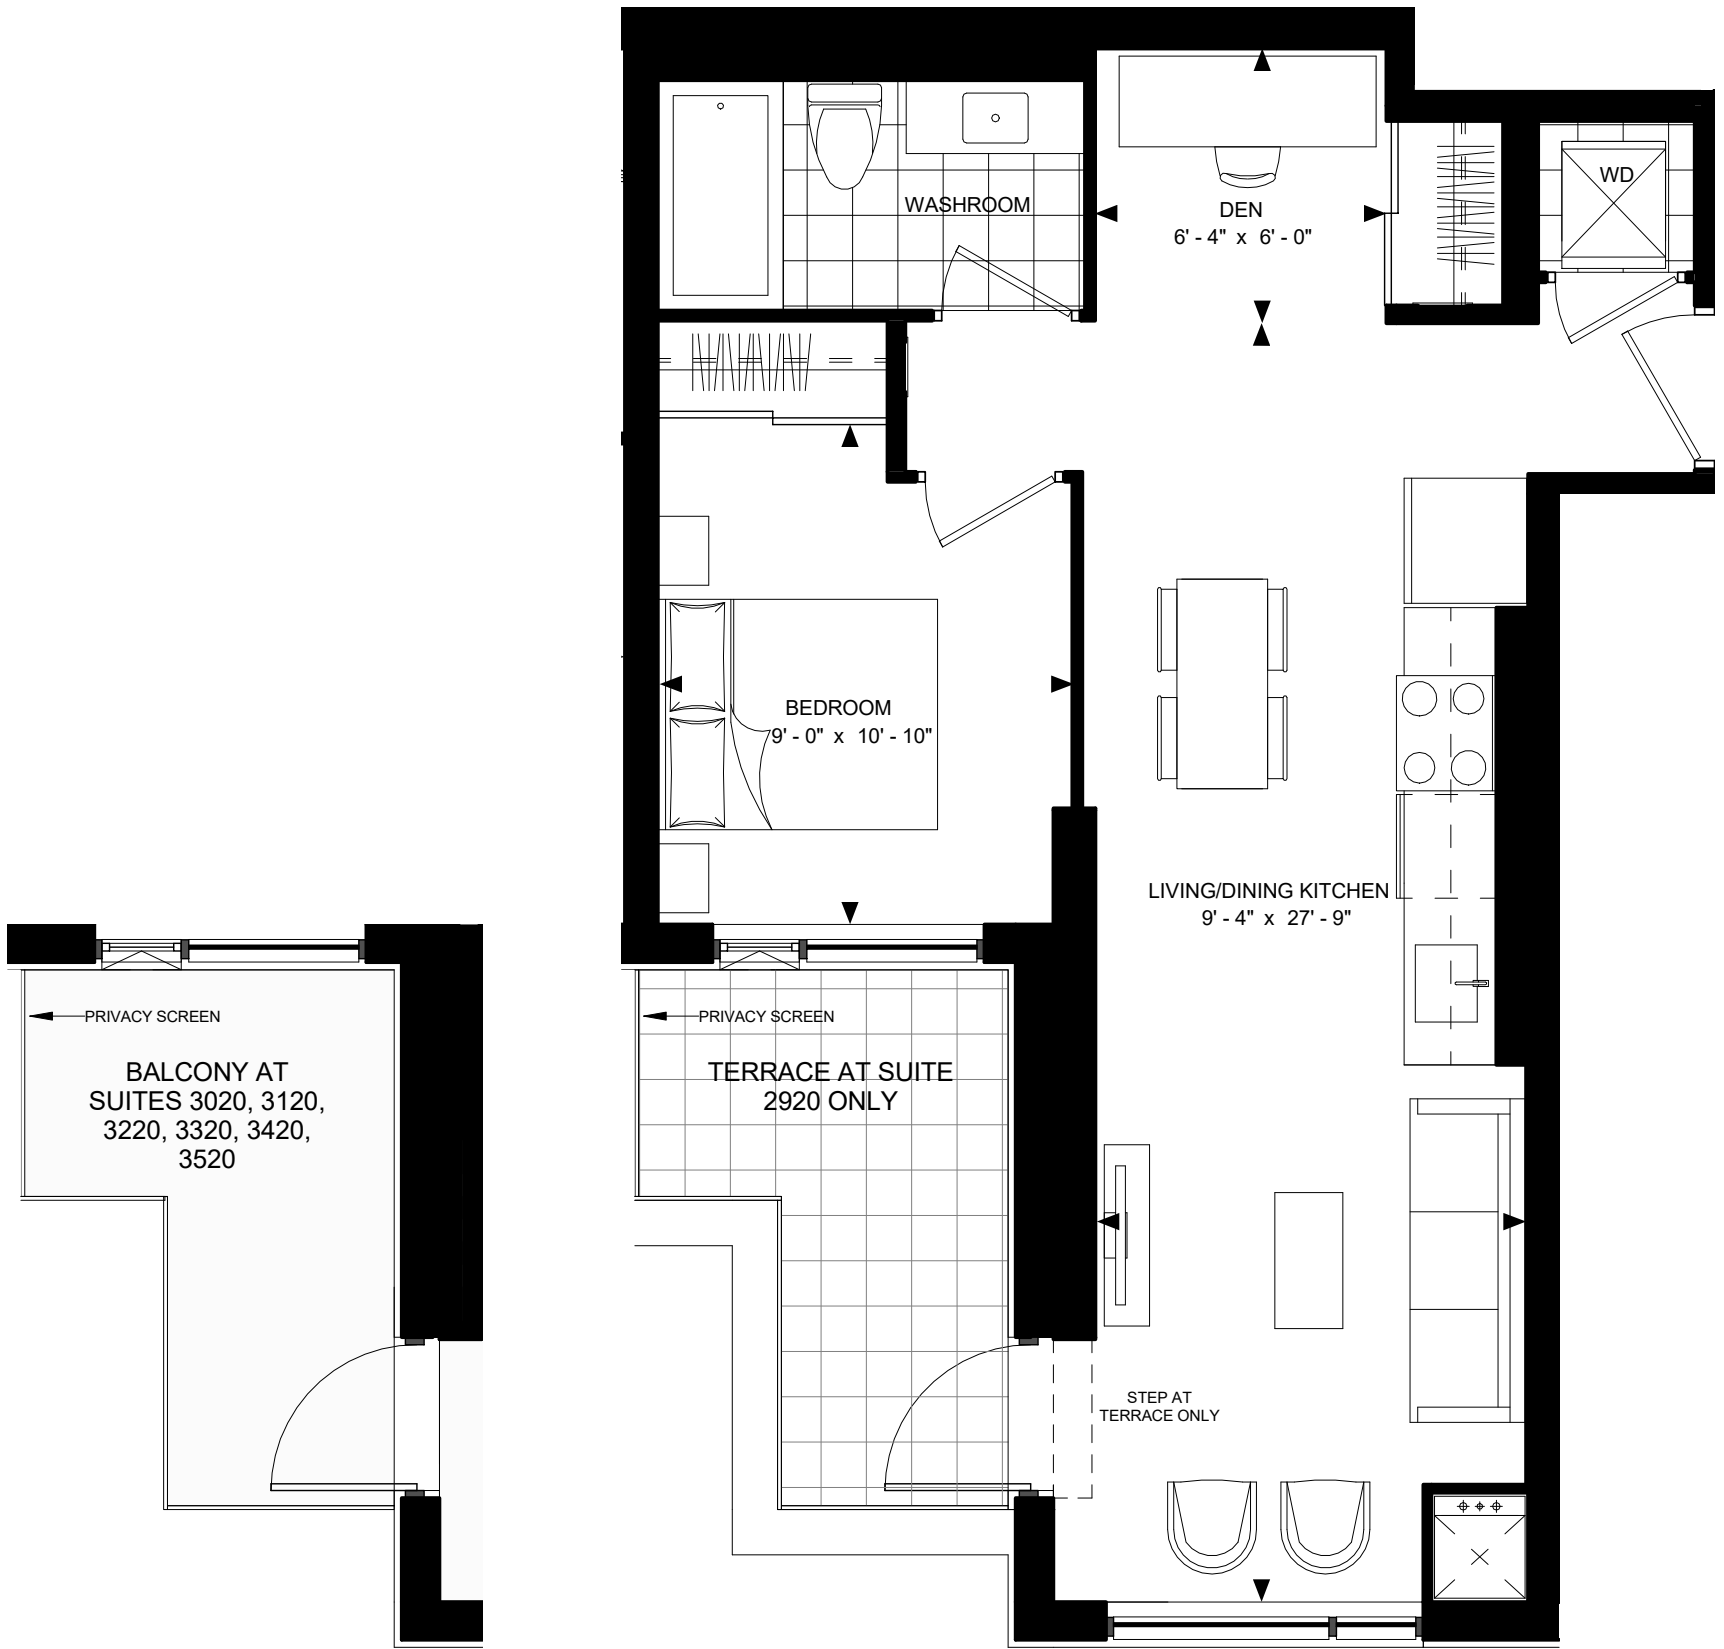 WASHROOM
DEN
6' - 4" x 6' - 0"
WD
BEDROOM
9' - 0" x 10' - 10"
LIVING/DINING KITCHEN
9' - 4" x 27' - 9"
PRIVACY SCREEN
BALCONY AT
SUITES 3020, 3120,
3220, 3320, 3420,
3520
PRIVACY SCREEN
TERRACE AT SUITE
2920 ONLY
STEP AT
TERRACE ONLY